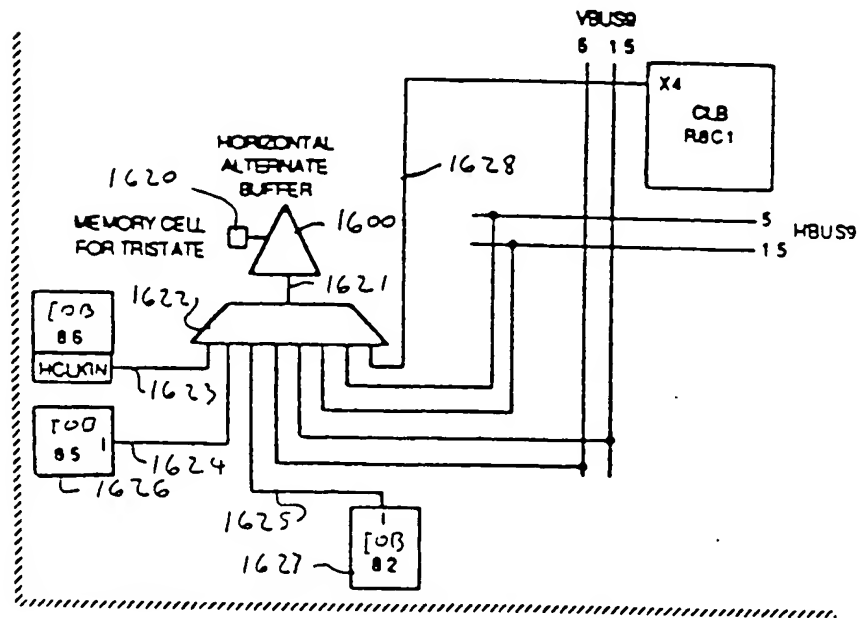 VBUS9
6 15
X4
CLB
R8C1
HORIZONTAL
ALTERNATE
BUFFER
1620
1628
MEMORY CELL
FOR TRISTATE
1600
5
15
HBUS9
1621
1622
IOB
86
HCLKIN
1623
IOB
85 I
1624
1626
1625
I
IOB
82
1627